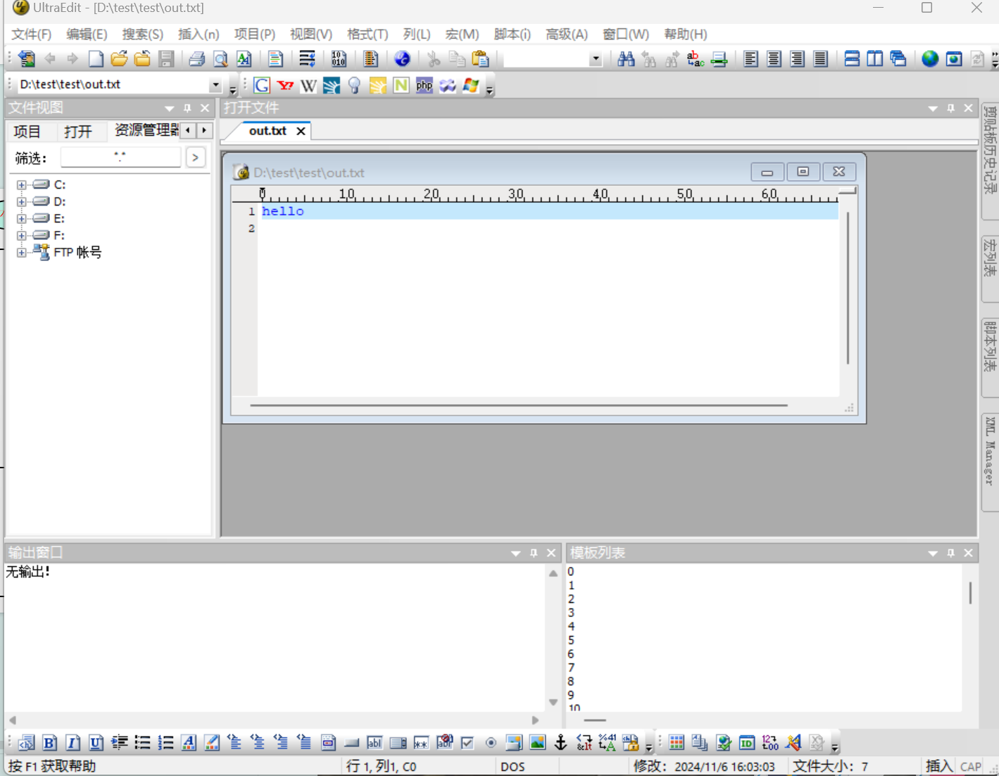 UltraEdit - [D:\test\test\out.txt]
文件(F) 编辑(E) 搜索(S) 插入(n) 项目(P) 视图(V) 格式(T) 列(L) 宏(M) 脚本(i) 高级(A) 窗口(W) 帮助(H)
D:\test\test\out.txt
文件视图
打开文件
项目 打开 资源管理器
out.txt
筛选: *.*
>
C:
D:
E:
F:
FTP 帐号
D:\test\test\out.txt
0 10 20 30 40 50 60
1 hello
2
剪贴板历史记录
宏列表
脚本列表
XML Manager
输出窗口
无输出!
模板列表
0
1
2
3
4
5
6
7
8
9
10
按 F1 获取帮助 行 1, 列1, C0 DOS 修改: 2024/11/6 16:03:03 文件大小: 7 插入 CAP